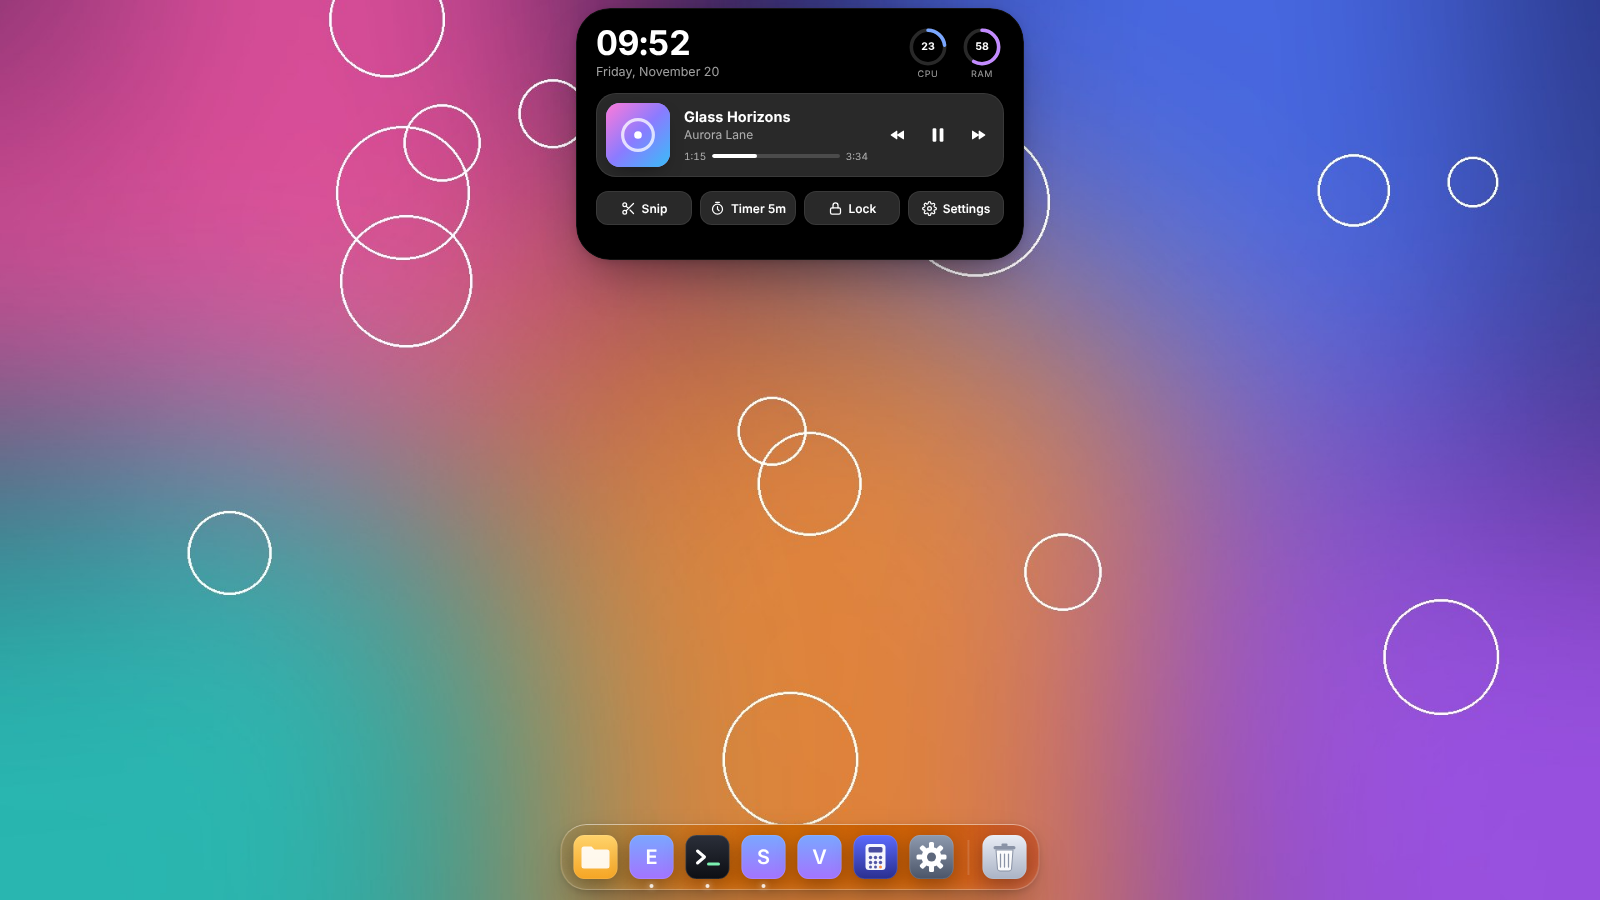 09:52
Friday, November 20
23
CPU
58
RAM
Glass Horizons
Aurora Lane
1:15
3:34
Snip
Timer 5m
Lock
Settings
E
S
V